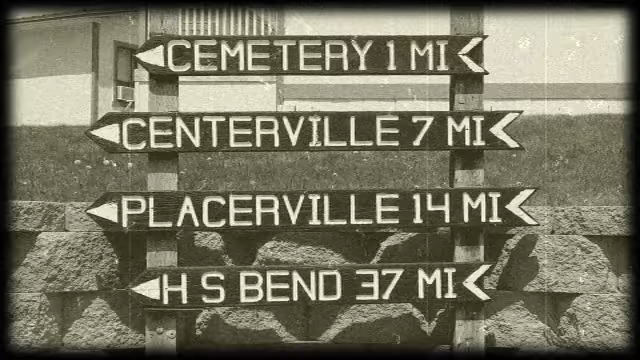 CEMETERY 1 MI
CENTERVILLE 7 MI
PLACERVILLE 14 MI
H S BEND 37 MI